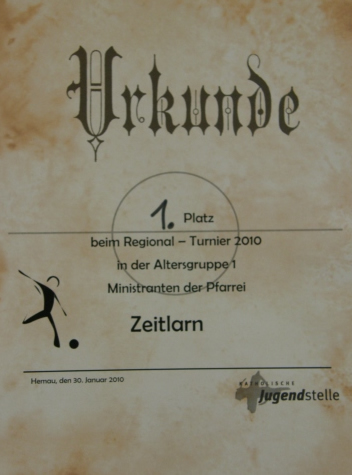 Urkunde
1. Platz
beim Regional – Turnier 2010
in der Altersgruppe 1
Ministranten der Pfarrei
Zeitlarn
Hemau, den 30. Januar 2010
KATHOLISCHE
Jugendstelle